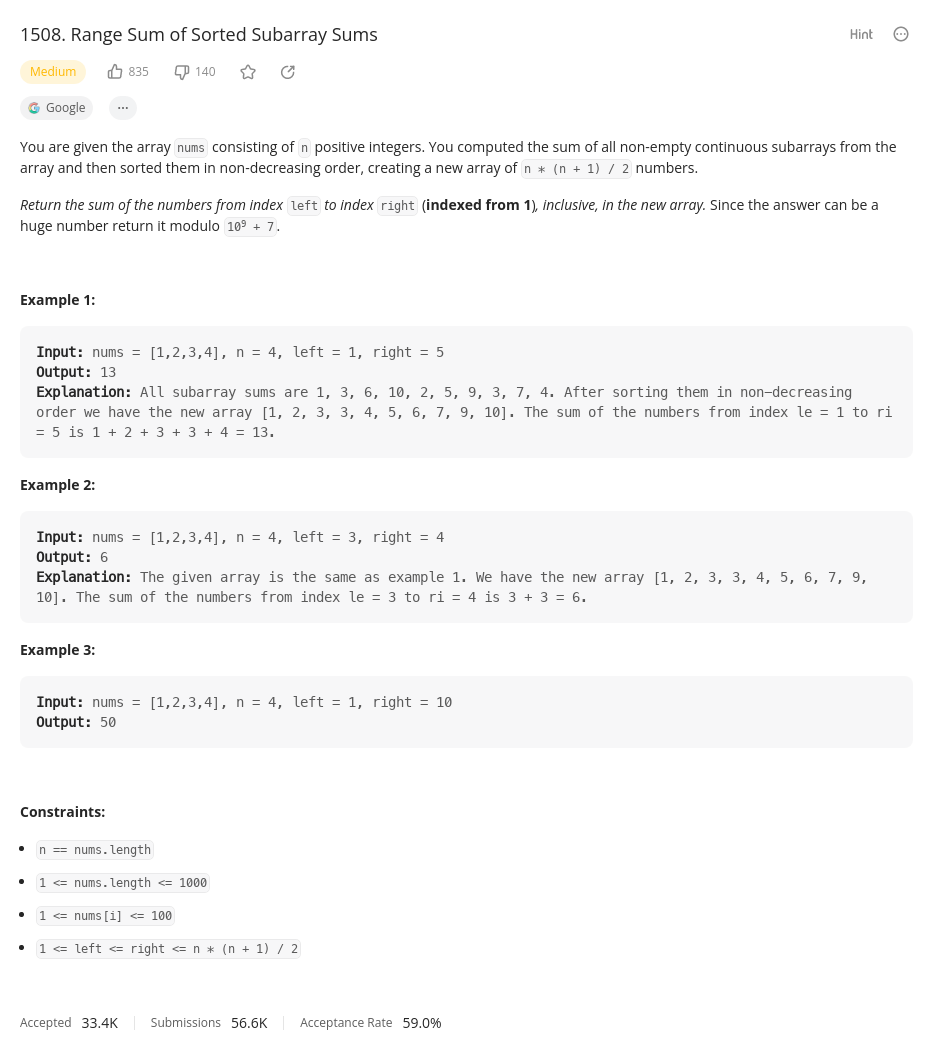 1508. Range Sum of Sorted Subarray Sums
Hint
Medium 835 140
Google ...
You are given the array nums consisting of n positive integers. You computed the sum of all non-empty continuous subarrays from the
array and then sorted them in non-decreasing order, creating a new array of n * (n + 1) / 2 numbers.
Return the sum of the numbers from index left to index right (indexed from 1), inclusive, in the new array. Since the answer can be a
huge number return it modulo 10⁹ + 7.
Example 1:
Input: nums = [1,2,3,4], n = 4, left = 1, right = 5
Output: 13
Explanation: All subarray sums are 1, 3, 6, 10, 2, 5, 9, 3, 7, 4. After sorting them in non-decreasing
order we have the new array [1, 2, 3, 3, 4, 5, 6, 7, 9, 10]. The sum of the numbers from index le = 1 to ri
= 5 is 1 + 2 + 3 + 3 + 4 = 13.
Example 2:
Input: nums = [1,2,3,4], n = 4, left = 3, right = 4
Output: 6
Explanation: The given array is the same as example 1. We have the new array [1, 2, 3, 3, 4, 5, 6, 7, 9,
10]. The sum of the numbers from index le = 3 to ri = 4 is 3 + 3 = 6.
Example 3:
Input: nums = [1,2,3,4], n = 4, left = 1, right = 10
Output: 50
Constraints:
• n == nums.length
• 1 <= nums.length <= 1000
• 1 <= nums[i] <= 100
• 1 <= left <= right <= n * (n + 1) / 2
Accepted 33.4K Submissions 56.6K Acceptance Rate 59.0%